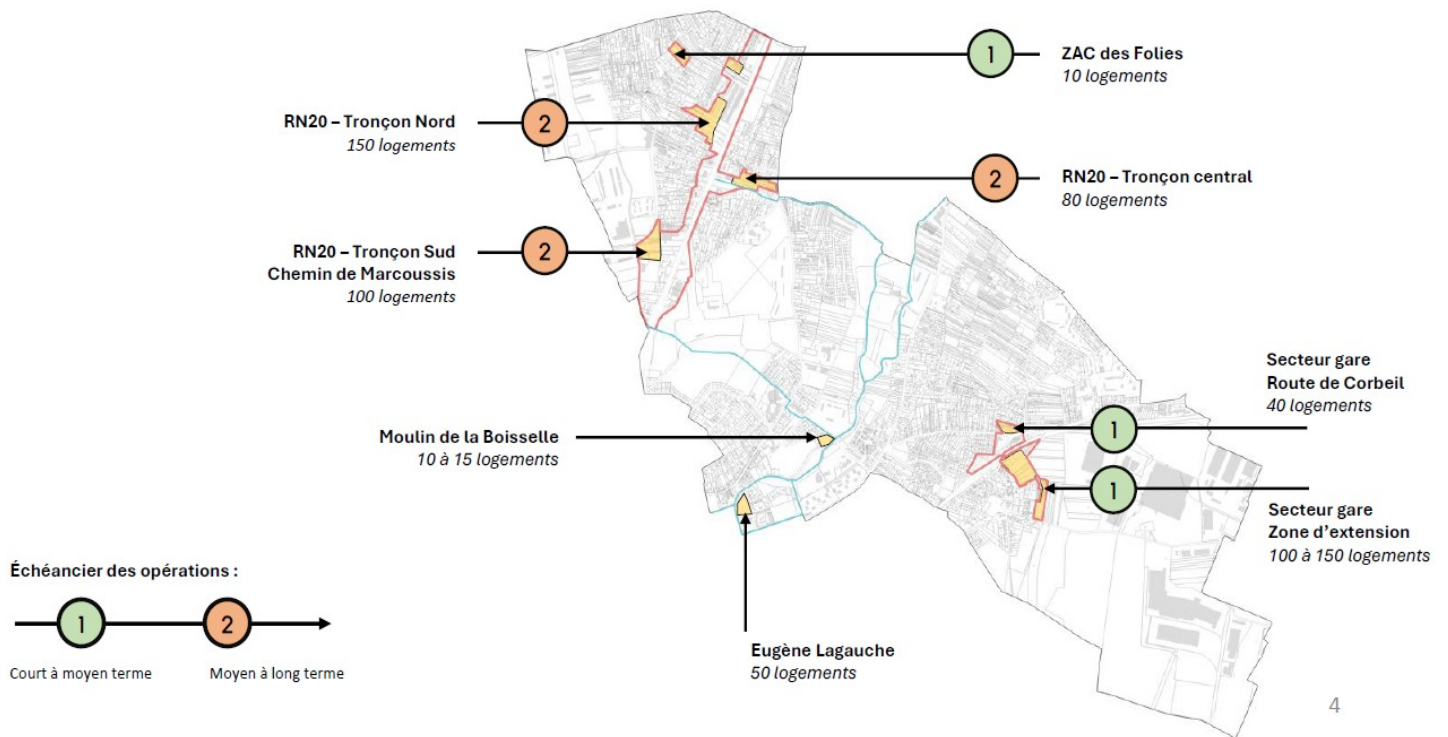 1
ZAC des Folies
10 logements
RN20 – Tronçon Nord
150 logements
2
2
RN20 – Tronçon central
80 logements
RN20 – Tronçon Sud
Chemin de Marcoussis
100 logements
2
Secteur gare
Route de Corbeil
40 logements
1
Moulin de la Boisselle
10 à 15 logements
1
Secteur gare
Zone d'extension
100 à 150 logements
Eugène Lagauche
50 logements
Échéancier des opérations :
1
2
Court à moyen terme
Moyen à long terme
4